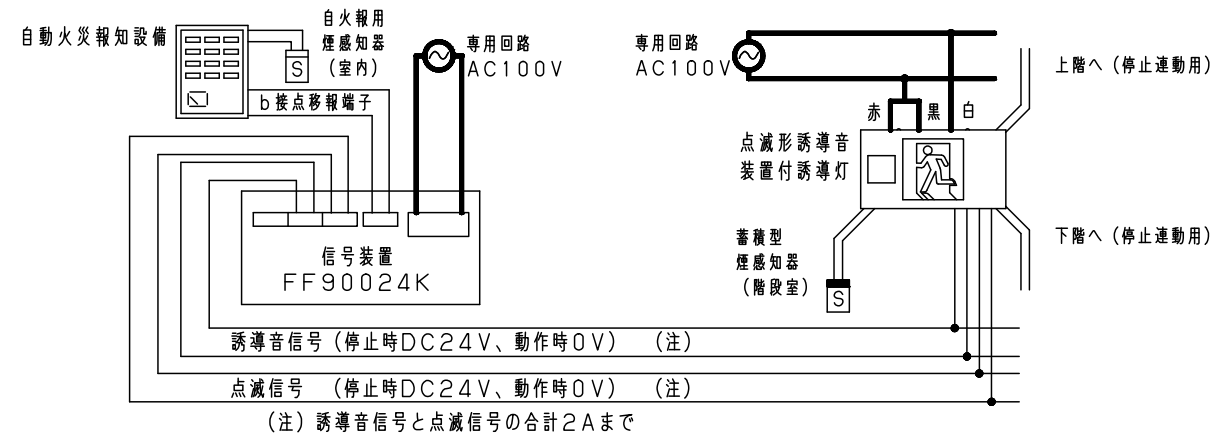 自動火災報知設備
自火報用
煙感知器
（室内）
S
b接点移報端子
専用回路
AC100V
信号装置
FF90024K
専用回路
AC100V
赤 黒 白
点滅形誘導音
装置付誘導灯
上階へ（停止連動用）
下階へ（停止連動用）
蓄積型
煙感知器
（階段室）
S
誘導音信号（停止時DC24V、動作時0V） （注）
点滅信号 （停止時DC24V、動作時0V） （注）
（注）誘導音信号と点滅信号の合計2Aまで